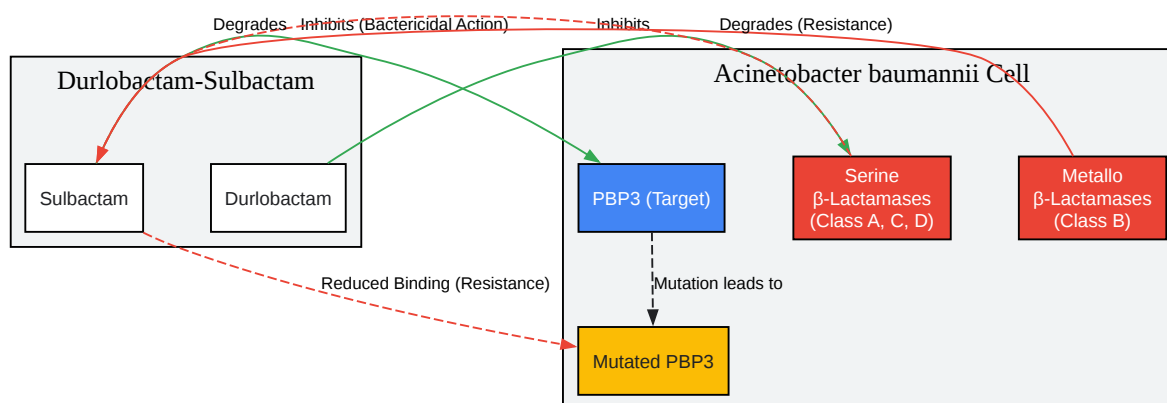 Degrades
Inhibits (Bactericidal Action)
Inhibits
Degrades (Resistance)
Durlobactam-Sulbactam
Acinetobacter baumannii Cell
Sulbactam
Durlobactam
PBP3 (Target)
Serine
β-Lactamases
(Class A, C, D)
Metallo
β-Lactamases
(Class B)
Reduced Binding (Resistance)
Mutation leads to
Mutated PBP3